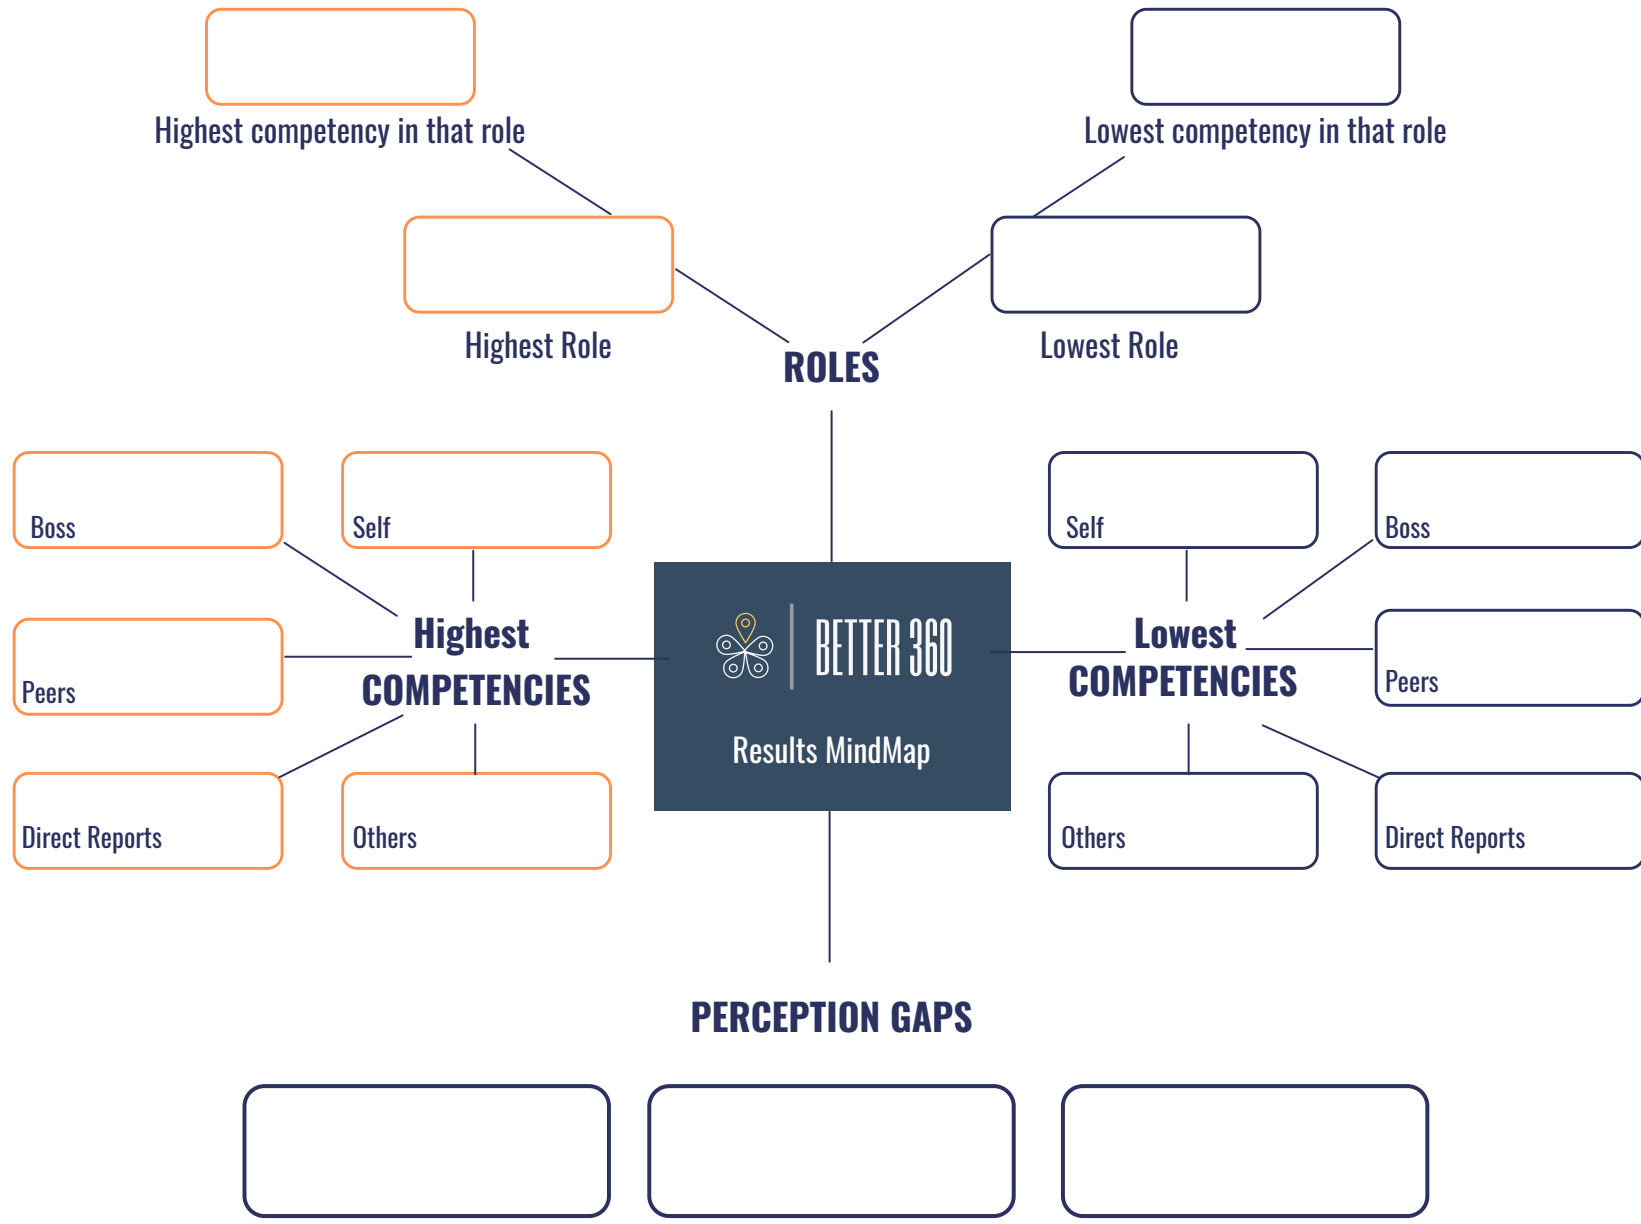 Highest competency in that role
Lowest competency in that role
Highest Role
Lowest Role
ROLES
Boss
Self
Self
Boss
Highest
COMPETENCIES
Peers
BETTER 360
Results MindMap
Lowest
COMPETENCIES
Peers
Direct Reports
Others
Others
Direct Reports
PERCEPTION GAPS